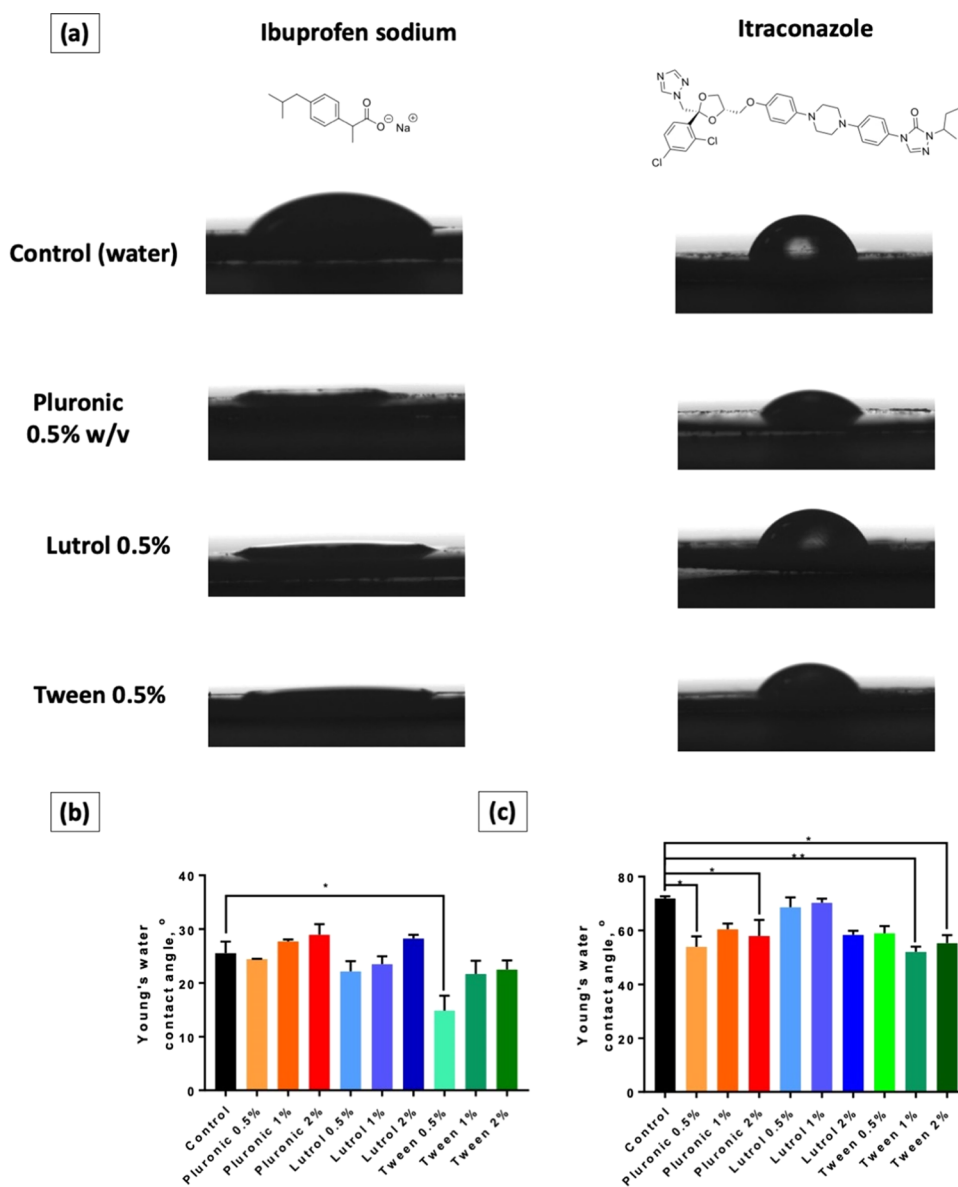 (a)
Ibuprofen sodium
Itraconazole
O
O
⊖
Na
⊕
N
N
N
O
O
O
N
N
N
O
N
N
Cl
Cl
Control (water)
Pluronic
0.5% w/v
Lutrol 0.5%
Tween 0.5%
(b)
Young's water
contact angle, °
40
30
20
10
0
*
Control
Pluronic 0.5%
Pluronic 1%
Pluronic 2%
Lutrol 0.5%
Lutrol 1%
Lutrol 2%
Tween 0.5%
Tween 1%
Tween 2%
(c)
Young's water
contact angle, °
80
60
40
20
0
*
**
*
*
Control
Pluronic 0.5%
Pluronic 1%
Pluronic 2%
Lutrol 0.5%
Lutrol 1%
Lutrol 2%
Tween 0.5%
Tween 1%
Tween 2%